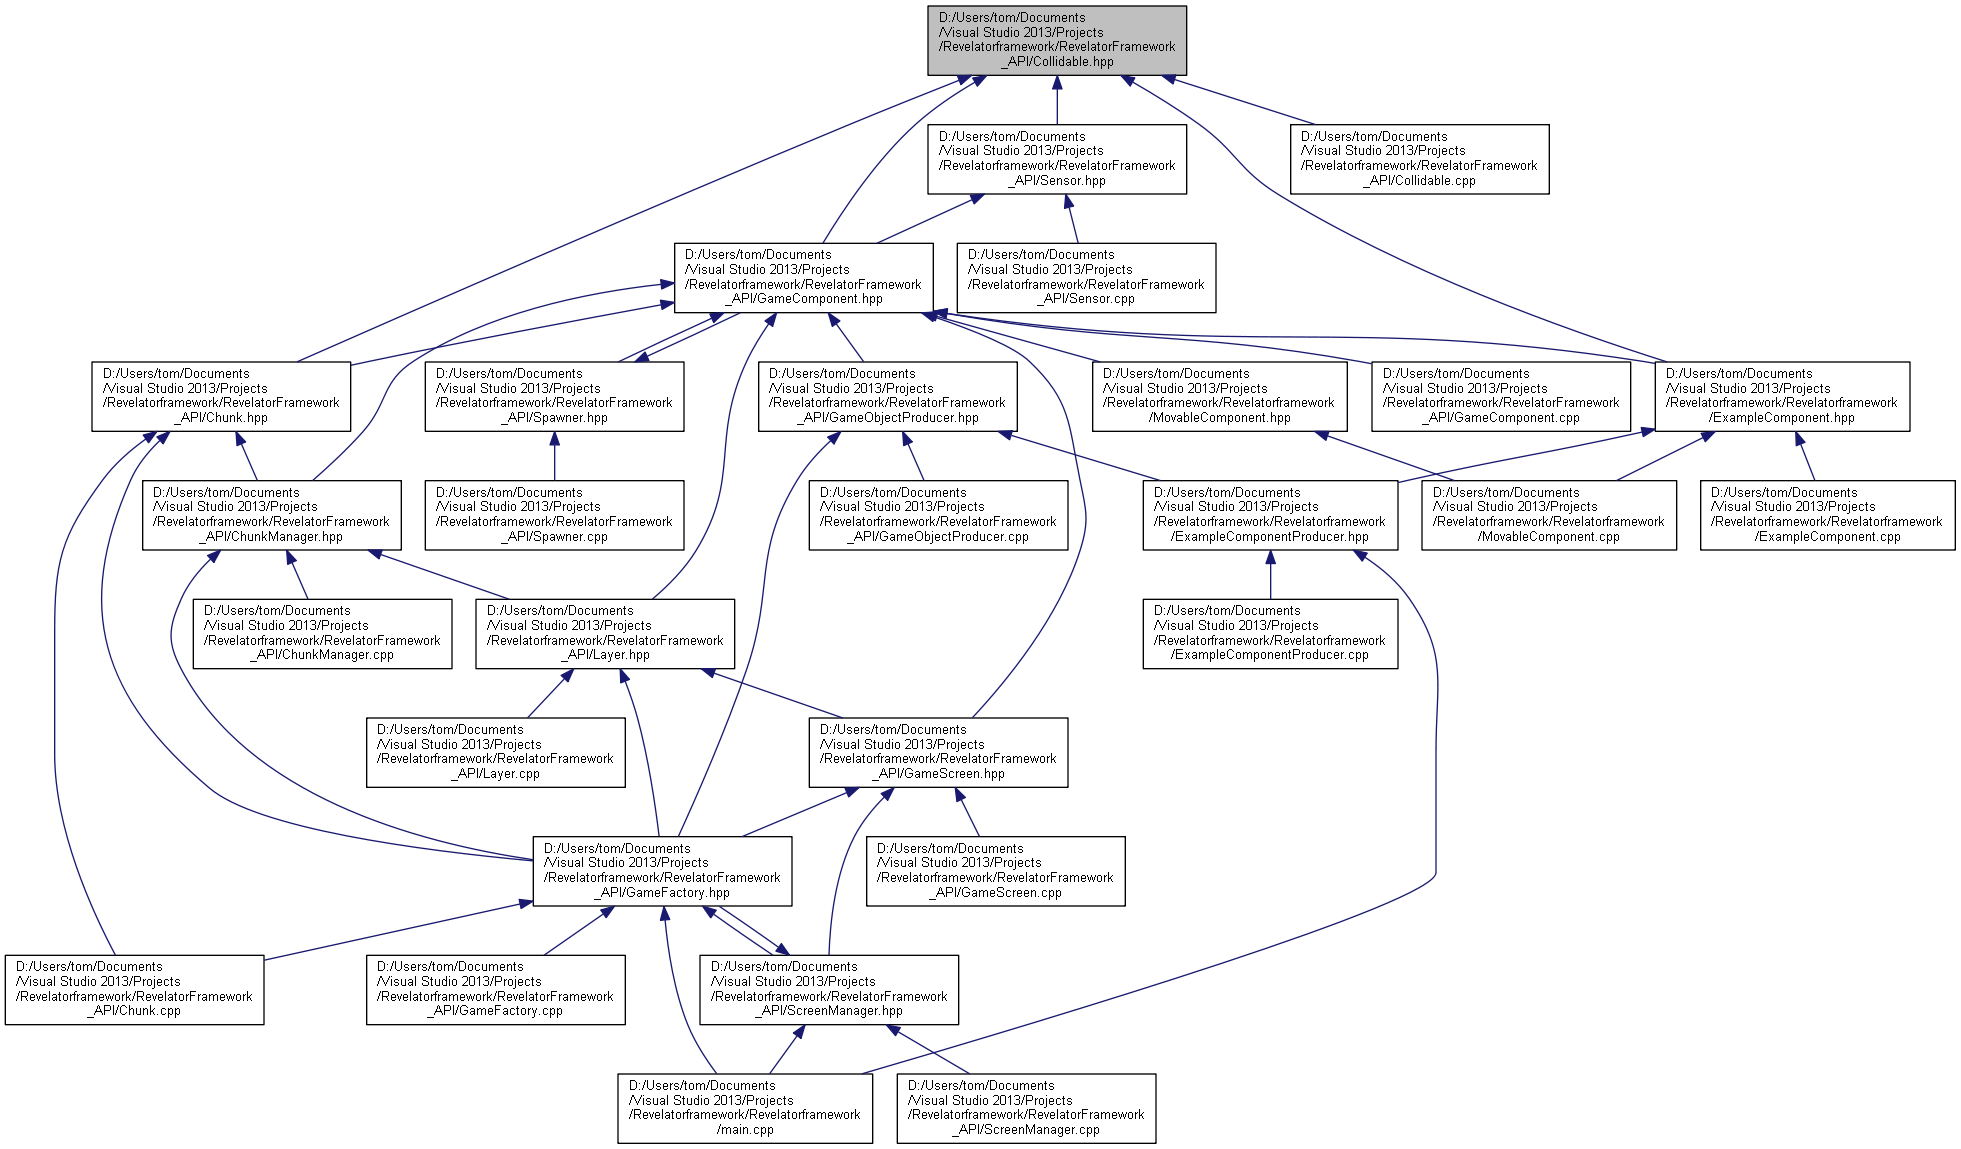 D:/Users/tom/Documents
/Visual Studio 2013/Projects
/Revelatorframework/RevelatorFramework
_API/Collidable.hpp
D:/Users/tom/Documents
/Visual Studio 2013/Projects
/Revelatorframework/RevelatorFramework
_API/Sensor.hpp
D:/Users/tom/Documents
/Visual Studio 2013/Projects
/Revelatorframework/RevelatorFramework
_API/Collidable.cpp
D:/Users/tom/Documents
/Visual Studio 2013/Projects
/Revelatorframework/RevelatorFramework
_API/GameComponent.hpp
D:/Users/tom/Documents
/Visual Studio 2013/Projects
/Revelatorframework/RevelatorFramework
_API/Sensor.cpp
D:/Users/tom/Documents
/Visual Studio 2013/Projects
/Revelatorframework/RevelatorFramework
_API/Chunk.hpp
D:/Users/tom/Documents
/Visual Studio 2013/Projects
/Revelatorframework/RevelatorFramework
_API/Spawner.hpp
D:/Users/tom/Documents
/Visual Studio 2013/Projects
/Revelatorframework/RevelatorFramework
_API/GameObjectProducer.hpp
D:/Users/tom/Documents
/Visual Studio 2013/Projects
/Revelatorframework/Revelatorframework
/MovableComponent.hpp
D:/Users/tom/Documents
/Visual Studio 2013/Projects
/Revelatorframework/RevelatorFramework
_API/GameComponent.cpp
D:/Users/tom/Documents
/Visual Studio 2013/Projects
/Revelatorframework/Revelatorframework
/ExampleComponent.hpp
D:/Users/tom/Documents
/Visual Studio 2013/Projects
/Revelatorframework/RevelatorFramework
_API/ChunkManager.hpp
D:/Users/tom/Documents
/Visual Studio 2013/Projects
/Revelatorframework/RevelatorFramework
_API/Spawner.cpp
D:/Users/tom/Documents
/Visual Studio 2013/Projects
/Revelatorframework/RevelatorFramework
_API/GameObjectProducer.cpp
D:/Users/tom/Documents
/Visual Studio 2013/Projects
/Revelatorframework/Revelatorframework
/ExampleComponentProducer.hpp
D:/Users/tom/Documents
/Visual Studio 2013/Projects
/Revelatorframework/Revelatorframework
/MovableComponent.cpp
D:/Users/tom/Documents
/Visual Studio 2013/Projects
/Revelatorframework/Revelatorframework
/ExampleComponent.cpp
D:/Users/tom/Documents
/Visual Studio 2013/Projects
/Revelatorframework/RevelatorFramework
_API/ChunkManager.cpp
D:/Users/tom/Documents
/Visual Studio 2013/Projects
/Revelatorframework/RevelatorFramework
_API/Layer.hpp
D:/Users/tom/Documents
/Visual Studio 2013/Projects
/Revelatorframework/Revelatorframework
/ExampleComponentProducer.cpp
D:/Users/tom/Documents
/Visual Studio 2013/Projects
/Revelatorframework/RevelatorFramework
_API/Layer.cpp
D:/Users/tom/Documents
/Visual Studio 2013/Projects
/Revelatorframework/RevelatorFramework
_API/GameScreen.hpp
D:/Users/tom/Documents
/Visual Studio 2013/Projects
/Revelatorframework/RevelatorFramework
_API/GameFactory.hpp
D:/Users/tom/Documents
/Visual Studio 2013/Projects
/Revelatorframework/RevelatorFramework
_API/GameScreen.cpp
D:/Users/tom/Documents
/Visual Studio 2013/Projects
/Revelatorframework/RevelatorFramework
_API/Chunk.cpp
D:/Users/tom/Documents
/Visual Studio 2013/Projects
/Revelatorframework/RevelatorFramework
_API/GameFactory.cpp
D:/Users/tom/Documents
/Visual Studio 2013/Projects
/Revelatorframework/RevelatorFramework
_API/ScreenManager.hpp
D:/Users/tom/Documents
/Visual Studio 2013/Projects
/Revelatorframework/Revelatorframework
/main.cpp
D:/Users/tom/Documents
/Visual Studio 2013/Projects
/Revelatorframework/RevelatorFramework
_API/ScreenManager.cpp